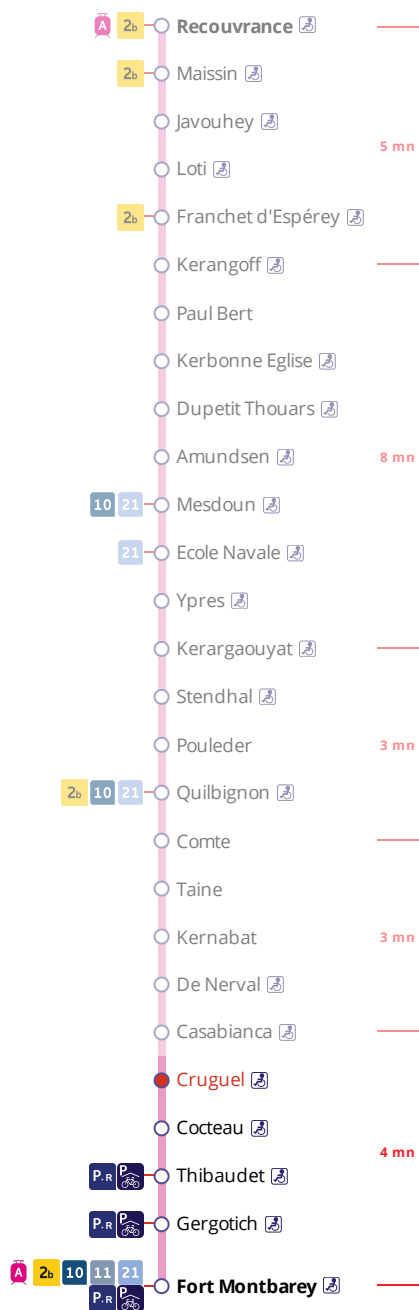 A 2b Recouvrance
2b Maissin
Javouhey
5 mn
Loti
2b Franchet d'Espérey
Kerangoff
Paul Bert
Kerbonne Eglise
Dupetit Thouars
Amundsen
8 mn
10 21 Mesdoun
21 Ecole Navale
Ypres
Kerargaouyat
Stendhal
Pouleder
3 mn
2b 10 21 Quilbignon
Comte
Taine
Kernabat
3 mn
De Nerval
Casabianca
Cruguel
Cocteau
4 mn
P.R P Thibaudet
P.R P Gergotich
A 2b 10 11 21
P.R P Fort Montbarey